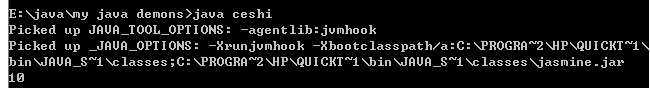 E:\java\my java demons>java ceshi
Picked up JAVA_TOOL_OPTIONS: -agentlib:jvmhook
Picked up _JAVA_OPTIONS: -Xrunjvmhook -Xbootclasspath/a:C:\PROGRA~2\HP\QUICKT~1\
bin\JAVA_S~1\classes;C:\PROGRA~2\HP\QUICKT~1\bin\JAVA_S~1\classes\jasmine.jar
10